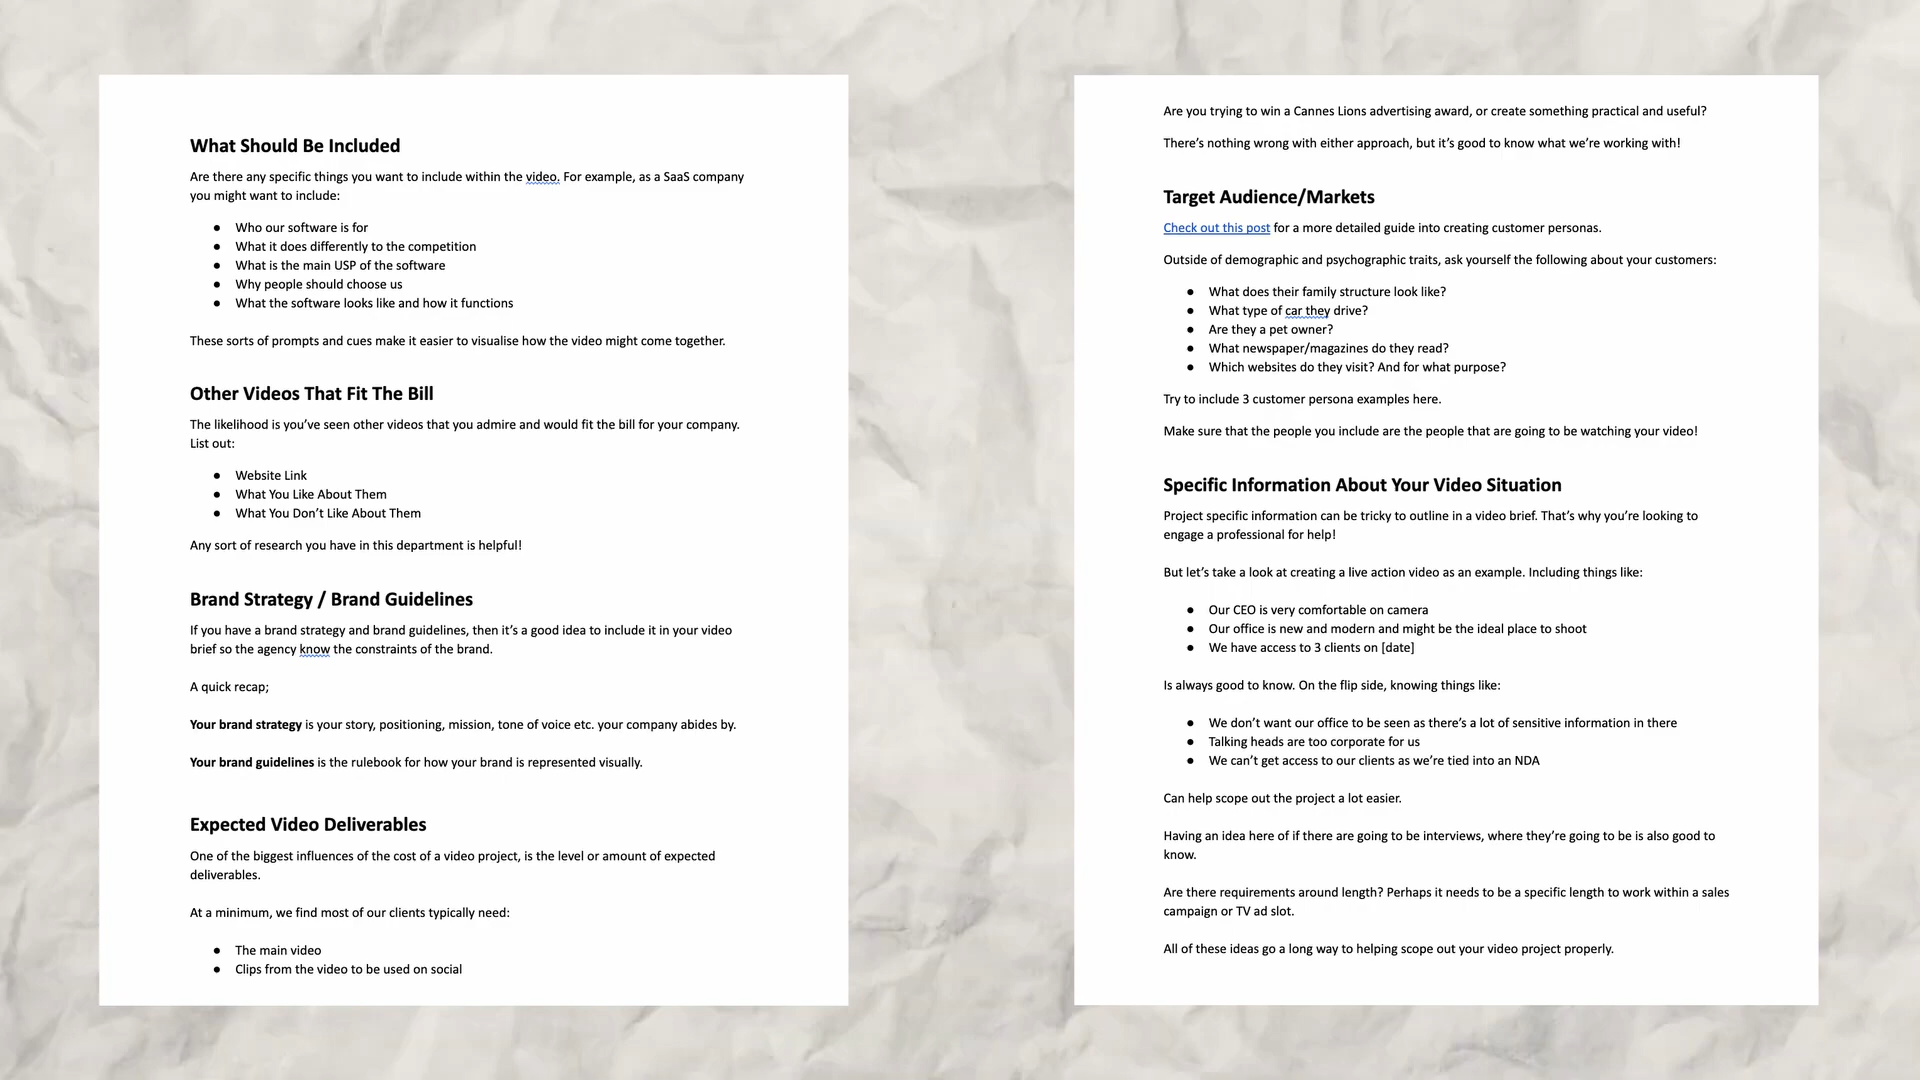 What Should Be Included
Are there any specific things you want to include within the video. For example, as a SaaS company
you might want to include:
● Who our software is for
● What it does differently to the competition
● What is the main USP of the software
● Why people should choose us
● What the software looks like and how it functions
These sorts of prompts and cues make it easier to visualise how the video might come together.
Other Videos That Fit The Bill
The likelihood is you’ve seen other videos that you admire and would fit the bill for your company.
List out:
● Website Link
● What You Like About Them
● What You Don’t Like About Them
Any sort of research you have in this department is helpful!
Brand Strategy / Brand Guidelines
If you have a brand strategy and brand guidelines, then it’s a good idea to include it in your video
brief so the agency know the constraints of the brand.
A quick recap;
Your brand strategy is your story, positioning, mission, tone of voice etc. your company abides by.
Your brand guidelines is the rulebook for how your brand is represented visually.
Expected Video Deliverables
One of the biggest influences of the cost of a video project, is the level or amount of expected
deliverables.
At a minimum, we find most of our clients typically need:
● The main video
● Clips from the video to be used on social
Are you trying to win a Cannes Lions advertising award, or create something practical and useful?
There’s nothing wrong with either approach, but it’s good to know what we’re working with!
Target Audience/Markets
Check out this post for a more detailed guide into creating customer personas.
Outside of demographic and psychographic traits, ask yourself the following about your customers:
● What does their family structure look like?
● What type of car they drive?
● Are they a pet owner?
● What newspaper/magazines do they read?
● Which websites do they visit? And for what purpose?
Try to include 3 customer persona examples here.
Make sure that the people you include are the people that are going to be watching your video!
Specific Information About Your Video Situation
Project specific information can be tricky to outline in a video brief. That’s why you’re looking to
engage a professional for help!
But let’s take a look at creating a live action video as an example. Including things like:
● Our CEO is very comfortable on camera
● Our office is new and modern and might be the ideal place to shoot
● We have access to 3 clients on [date]
Is always good to know. On the flip side, knowing things like:
● We don’t want our office to be seen as there’s a lot of sensitive information in there
● Talking heads are too corporate for us
● We can’t get access to our clients as we’re tied into an NDA
Can help scope out the project a lot easier.
Having an idea here of if there are going to be interviews, where they’re going to be is also good to
know.
Are there requirements around length? Perhaps it needs to be a specific length to work within a sales
campaign or TV ad slot.
All of these ideas go a long way to helping scope out your video project properly.